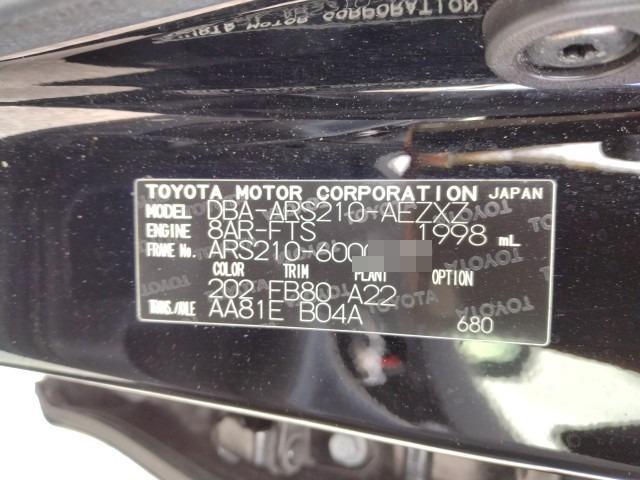 TOYOTA MOTOR CORPORATION JAPAN
MODEL DBA-ARS210-AEZXZ
ENGINE 8AR-FTS 1998 mL
FRAME No. ARS210-600
COLOR TRIM PLANT OPTION
202 FB80 A22
TRANS./AXLE AA81E B04A
680